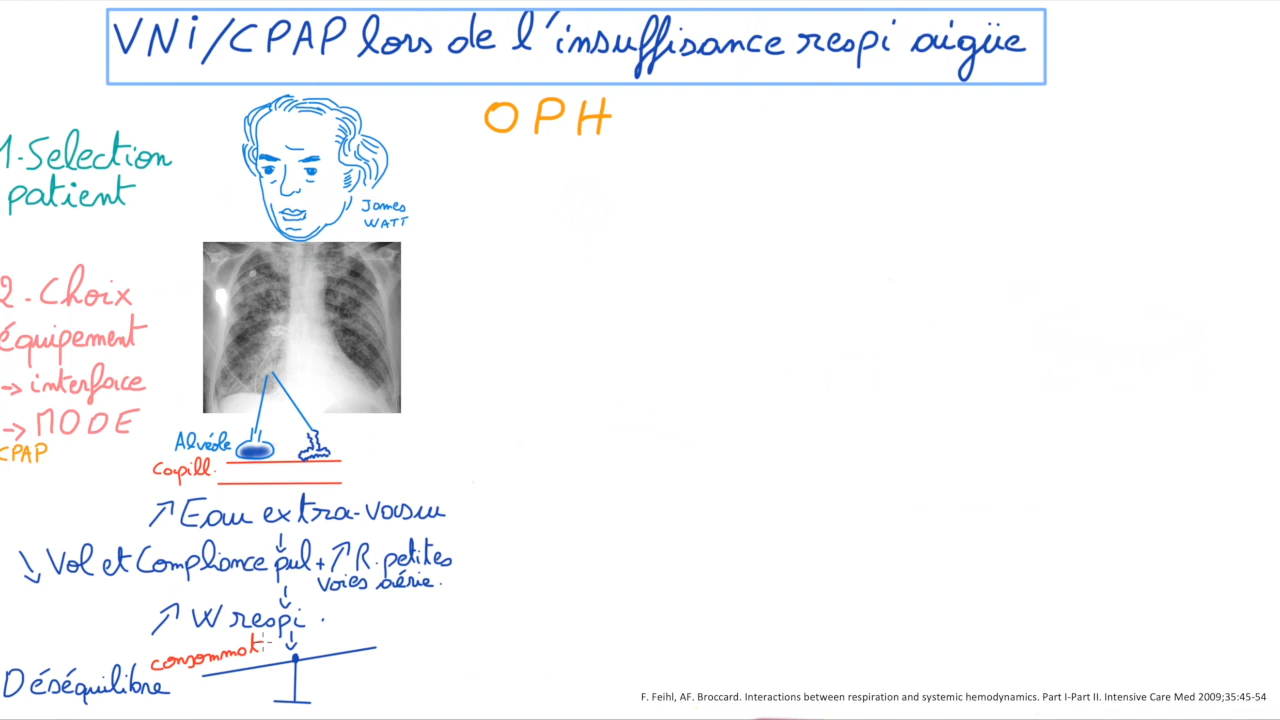 VNi/CPAP lors de l'insuffisance respi aigüe
OPH
1-Selection
patient
James
WATT
2-Choix
équipement
-> interface
-> MODE
CPAP
Alvéole
Capill.
↗ Eau extra-vascu
↘ Vol et Compliance pul + ↗ R. petites
voies aérie.
↗ W respi.
consommat
Déséquilibre
F. Feihl, AF. Broccard. Interactions between respiration and systemic hemodynamics. Part I-Part II. Intensive Care Med 2009;35:45-54